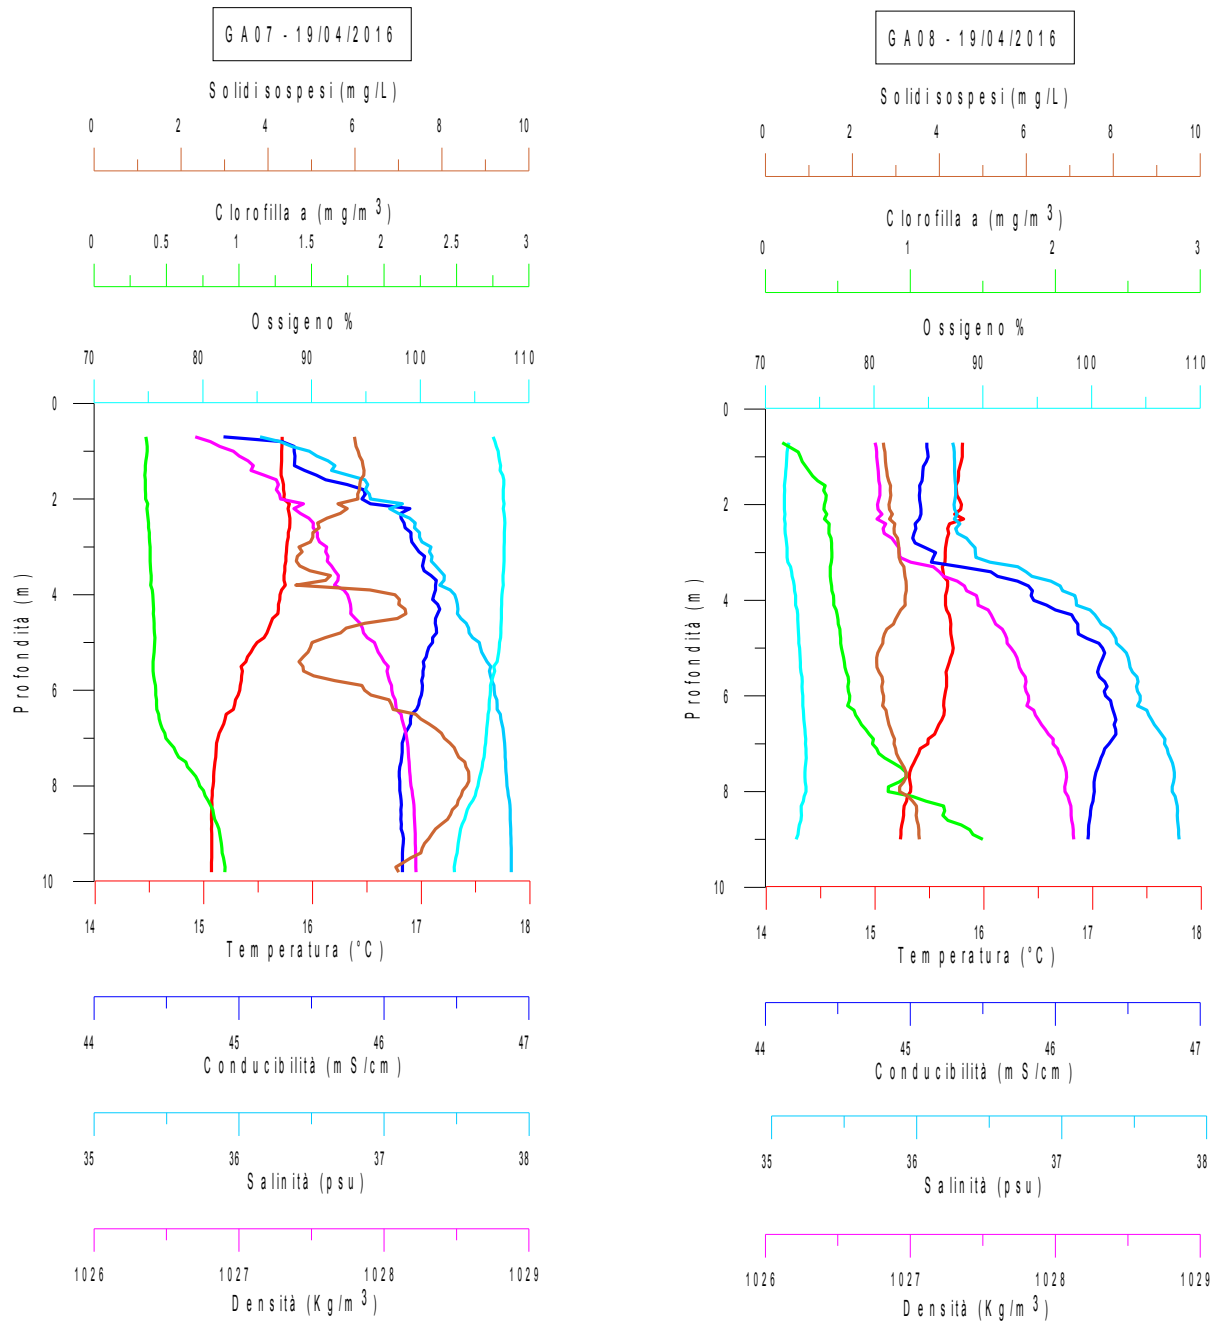 GA07 - 19/04/2016
Solidi sospesi (mg/L)
0 2 4 6 8 10
Clorofilla a (mg/m³)
0 0.5 1 1.5 2 2.5 3
Ossigeno %
70 80 90 100 110
0
2
4
6
8
10
Profondità (m)
14 15 16 17 18
Temperatura (°C)
44 45 46 47
Conducibilità (mS/cm)
35 36 37 38
Salinità (psu)
1026 1027 1028 1029
Densità (Kg/m³)
GA08 - 19/04/2016
Solidi sospesi (mg/L)
0 2 4 6 8 10
Clorofilla a (mg/m³)
0 1 2 3
Ossigeno %
70 80 90 100 110
0
2
4
6
8
10
Profondità (m)
14 15 16 17 18
Temperatura (°C)
44 45 46 47
Conducibilità (mS/cm)
35 36 37 38
Salinità (psu)
1026 1027 1028 1029
Densità (Kg/m³)